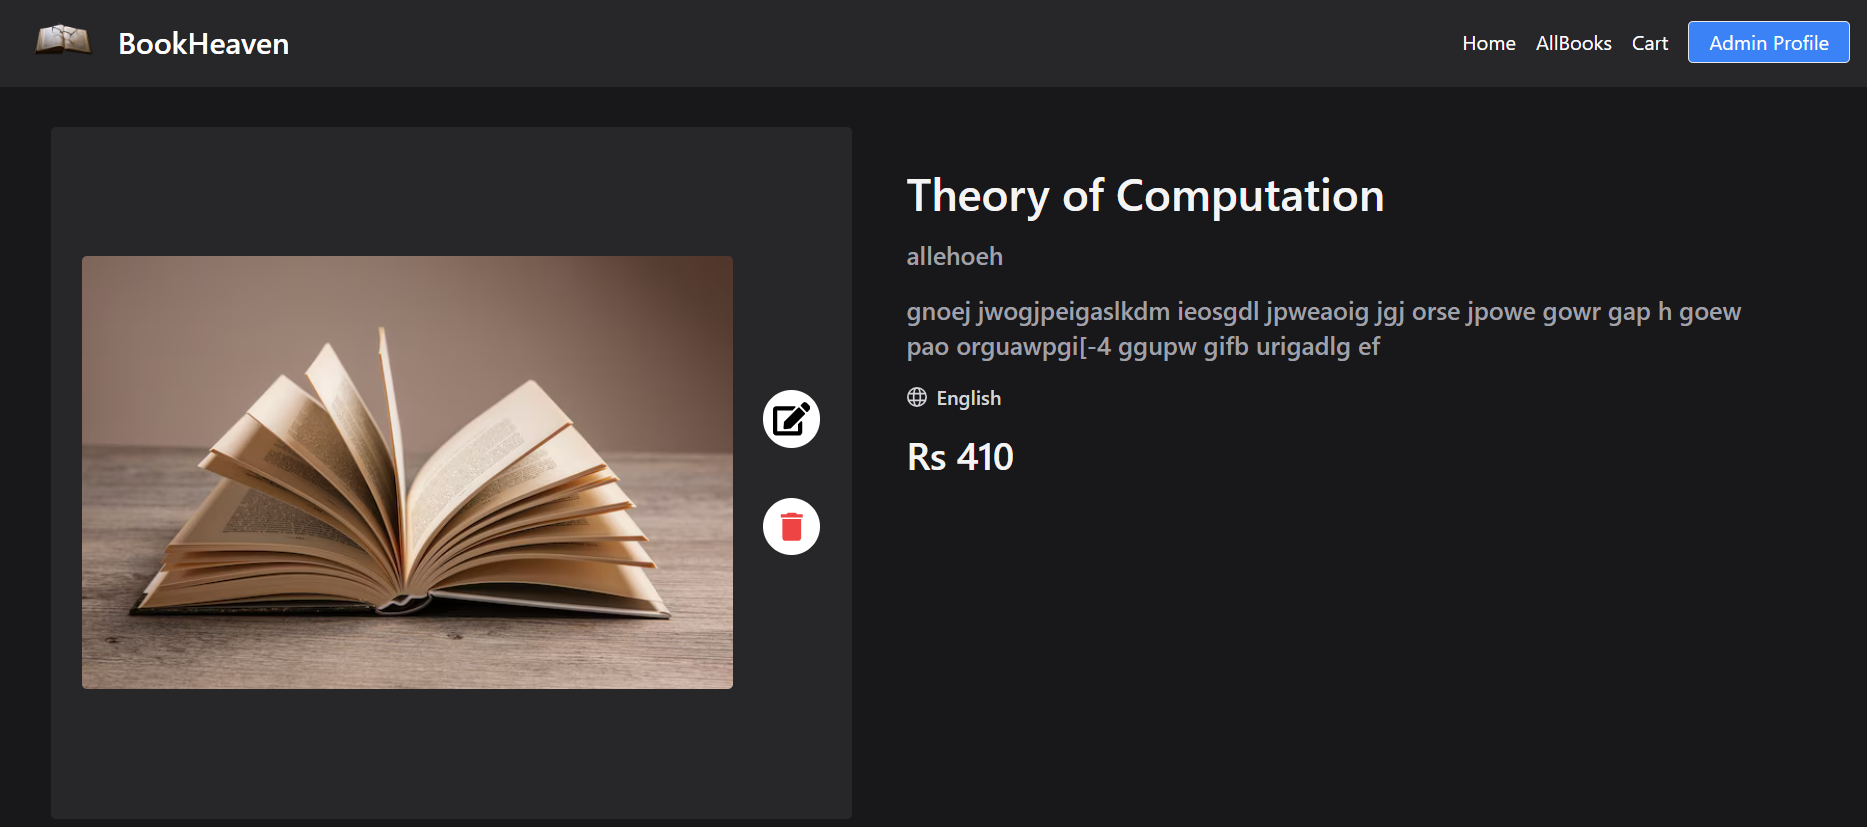 BookHeaven
Home AllBooks Cart Admin Profile
Theory of Computation
allehoeh
gnoej jwogjpeigaslkdm ieosgdl jpweaoig jgj orse jpowe gowr gap h goew
pao orguawpgi[-4 ggupw gifb urigadlg ef
English
Rs 410